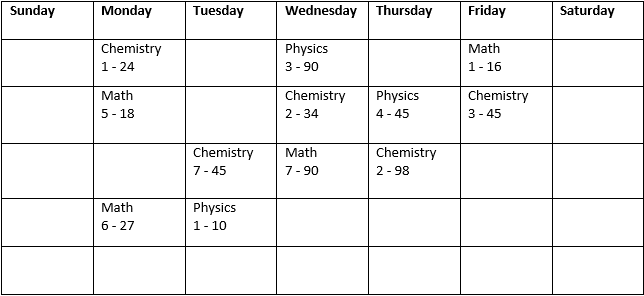 Sunday Monday Tuesday Wednesday Thursday Friday Saturday
Chemistry Physics Math
1 - 24 3 - 90 1 - 16
Math Chemistry Physics Chemistry
5 - 18 2 - 34 4 - 45 3 - 45
Chemistry Math Chemistry
7 - 45 7 - 90 2 - 98
Math Physics
6 - 27 1 - 10